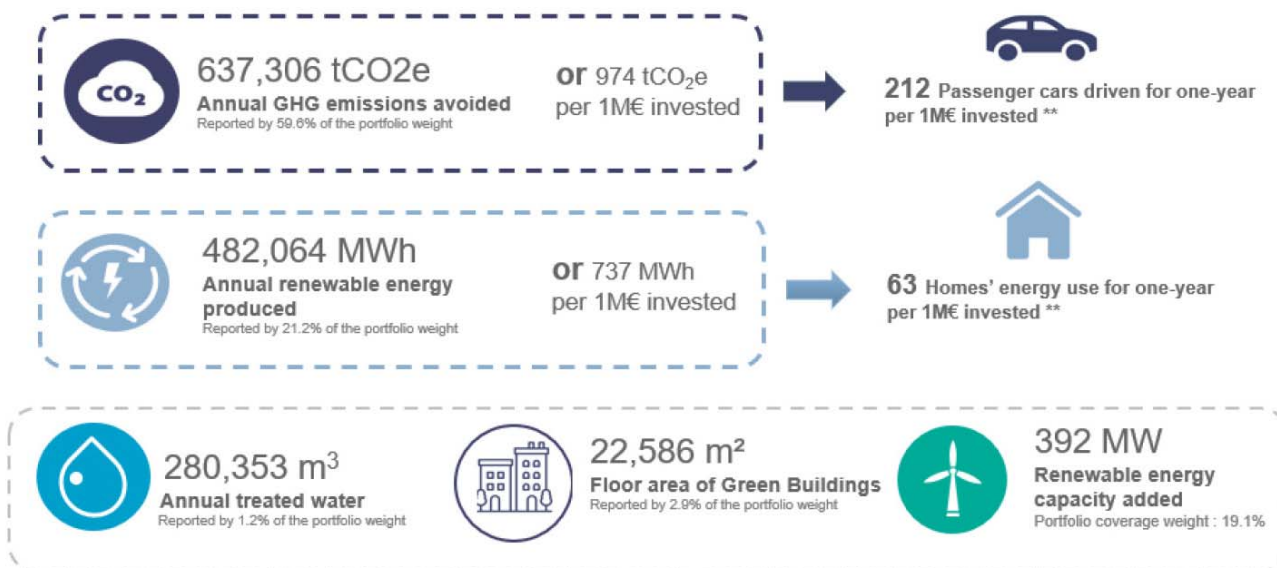 CO₂
637,306 tCO2e
Annual GHG emissions avoided
Reported by 59.6% of the portfolio weight
or 974 tCO₂e
per 1M€ invested
212 Passenger cars driven for one-year
per 1M€ invested **
482,064 MWh
Annual renewable energy
produced
Reported by 21.2% of the portfolio weight
or 737 MWh
per 1M€ invested
63 Homes' energy use for one-year
per 1M€ invested **
280,353 m³
Annual treated water
Reported by 1.2% of the portfolio weight
22,586 m²
Floor area of Green Buildings
Reported by 2.9% of the portfolio weight
392 MW
Renewable energy
capacity added
Portfolio coverage weight : 19.1%